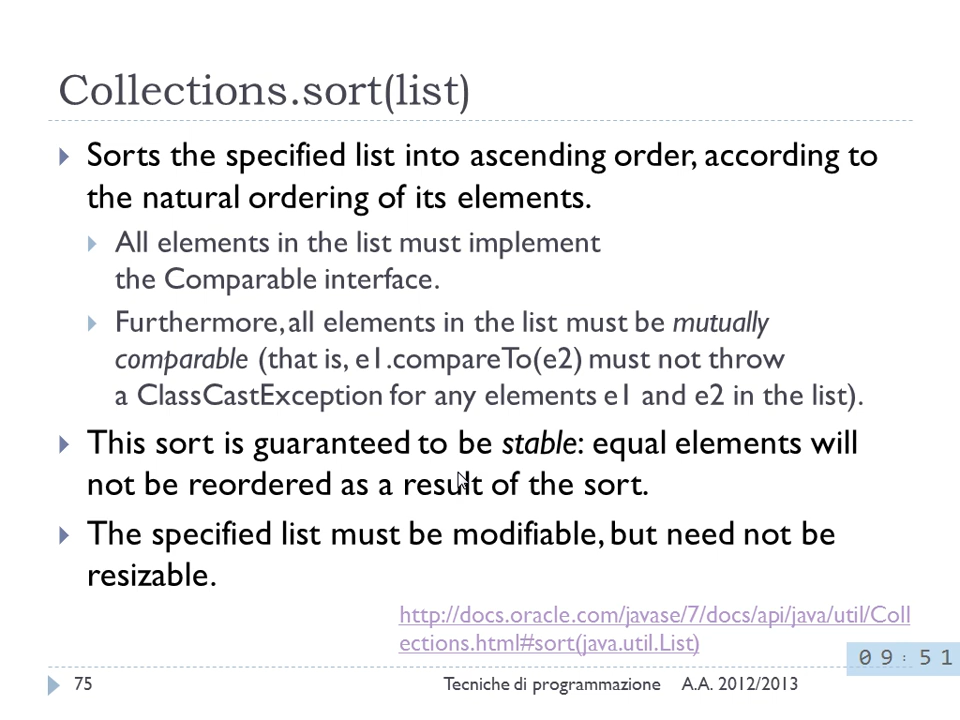 Collections.sort(list)
Sorts the specified list into ascending order, according to
the natural ordering of its elements.
All elements in the list must implement
the Comparable interface.
Furthermore, all elements in the list must be mutually
comparable (that is, e1.compareTo(e2) must not throw
a ClassCastException for any elements e1 and e2 in the list).
This sort is guaranteed to be stable: equal elements will
not be reordered as a result of the sort.
The specified list must be modifiable, but need not be
resizable.
http://docs.oracle.com/javase/7/docs/api/java/util/Coll
ections.html#sort(java.util.List)
09:51
75 Tecniche di programmazione A.A. 2012/2013